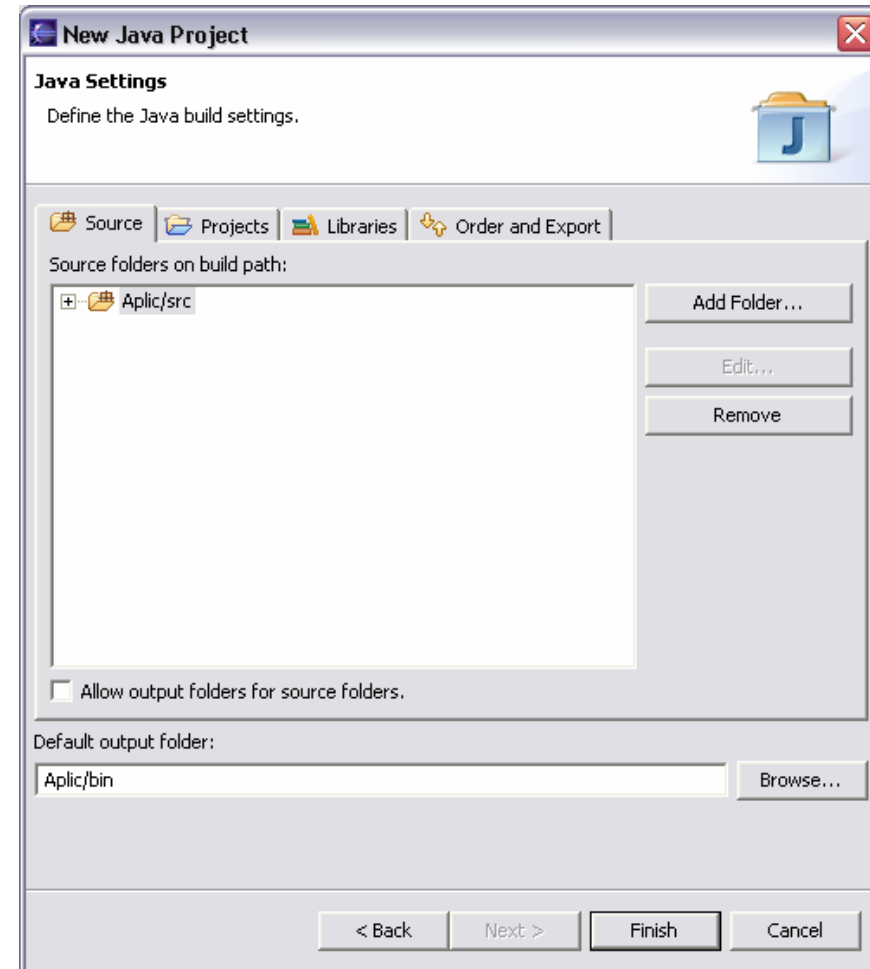 New Java Project
Java Settings
Define the Java build settings.
J
Source Projects Libraries Order and Export
Source folders on build path:
Aplic/src
Add Folder...
Edit...
Remove
Allow output folders for source folders.
Default output folder:
Aplic/bin
Browse...
< Back Next > Finish Cancel